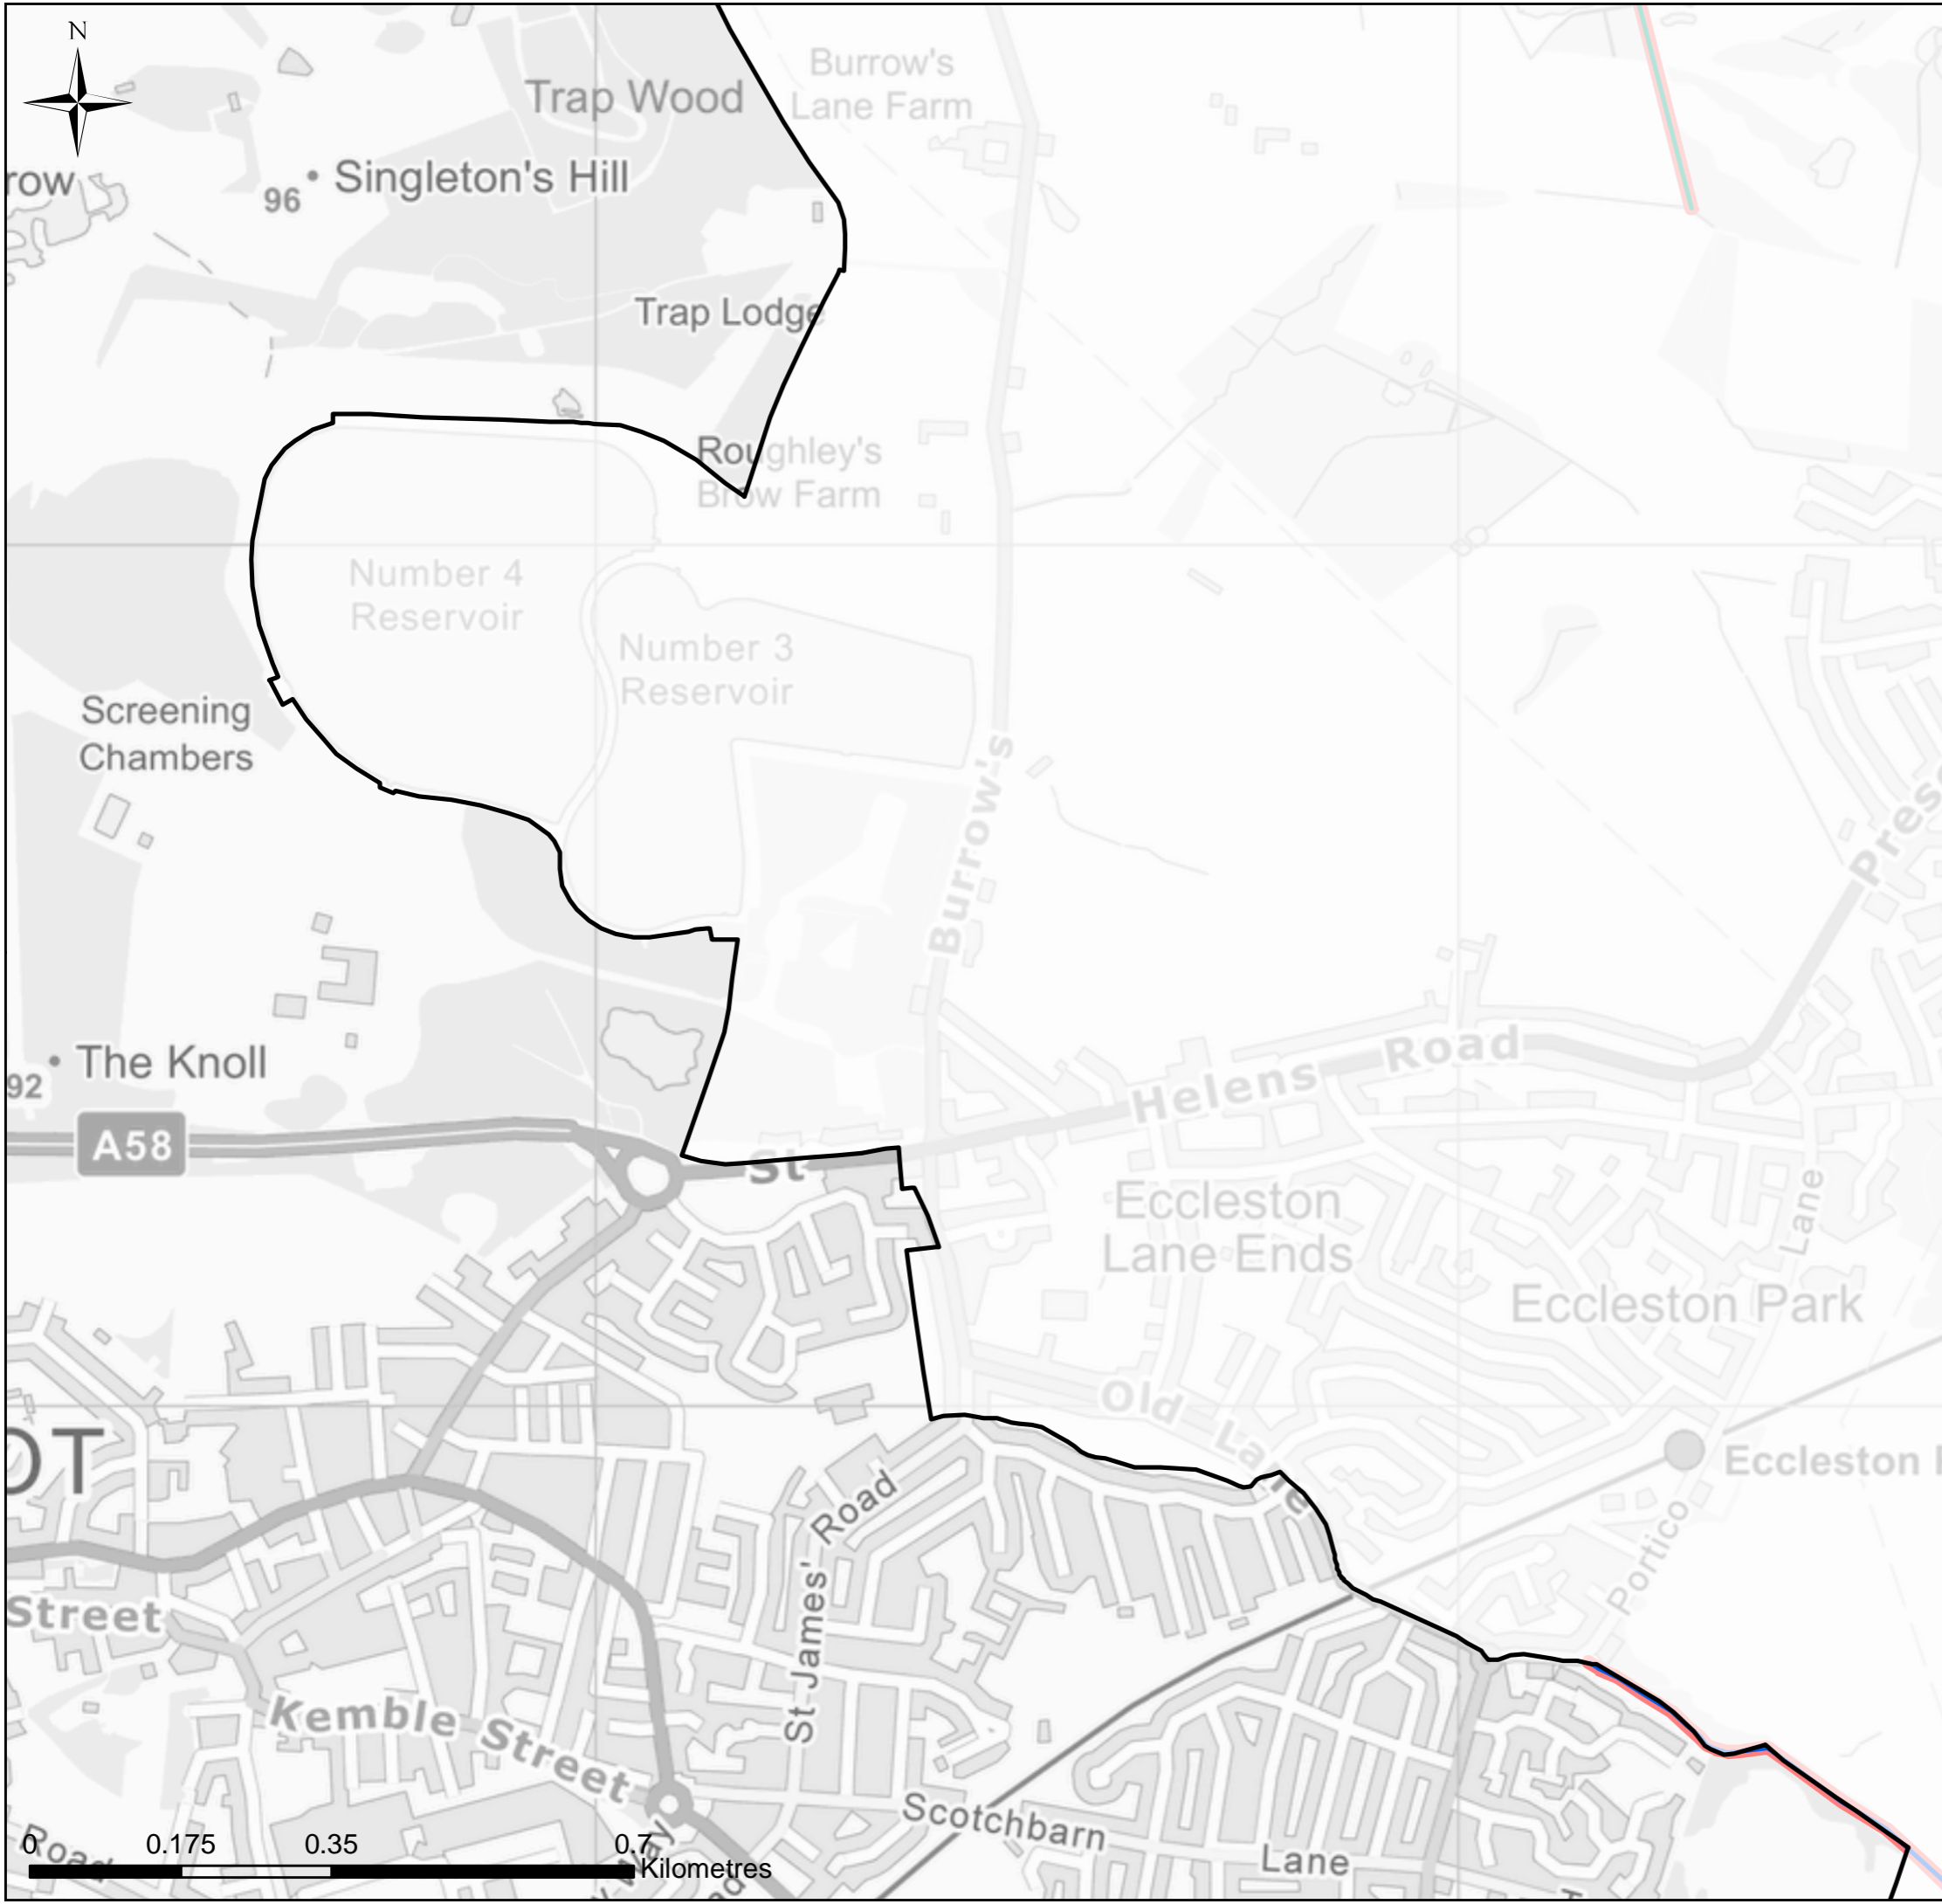 N
Burrow's
Lane Farm
Trap Wood
row
Singleton's Hill
96
Trap Lodge
Roughley's
Brow Farm
Number 4
Reservoir
Number 3
Reservoir
Screening
Chambers
Burrow's
The Knoll
92
A58
St
Helens
Road
Eccleston
Lane Ends
Lane
Eccleston Park
Old
Lane
OT
Eccleston
Road
Portico
Street
St James'
Kemble
Street
Scotchbarn
Lane
Road
0
0.175
0.35
0.7
Kilometres